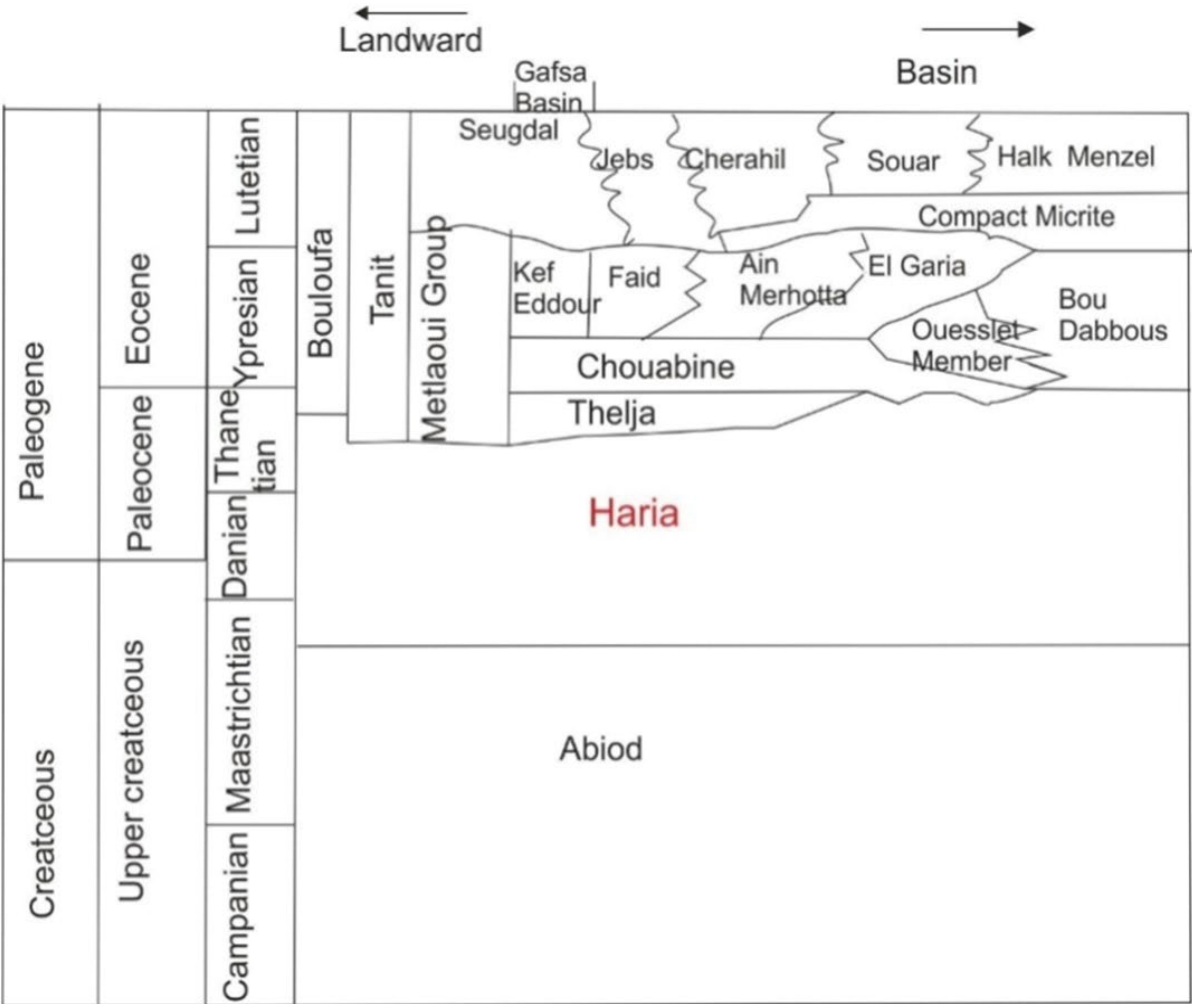 Landward
Basin
Gafsa
Basin
Seugdal
Jebs
Cherahil
Souar
Halk Menzel
Compact Micrite
Kef
Eddour
Faid
Ain
Merhotta
El Garia
Bou
Dabbous
Ouesslet
Member
Chouabine
Thelja
Haria
Abiod
Paleogene
Creatceous
Eocene
Paleocene
Upper creatceous
Lutetian
Ypresian
Thane
tian
Danian
Maastrichtian
Campanian
Bouloufa
Tanit
Metlaoui Group